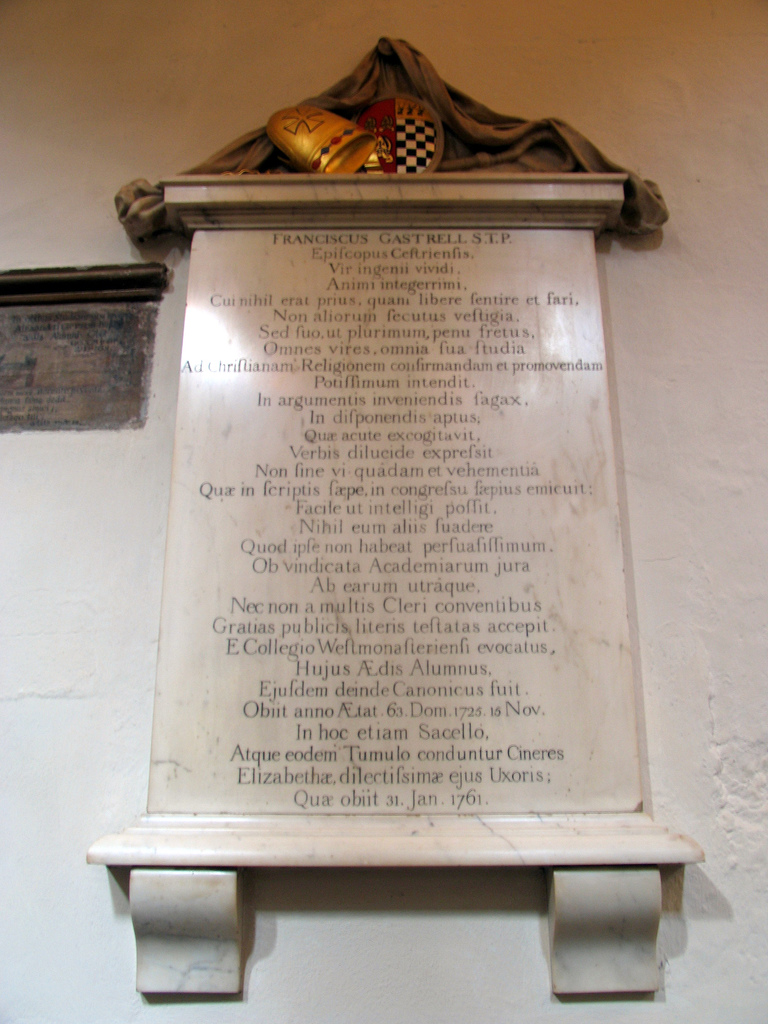 FRANCISCUS GASTRELL S.T.P.
Epiſcopus Ceſtrienſis,
Vir ingenii vividi,
Animi integerrimi,
Cui nihil erat prius, quam libere ſentire et fari,
Non aliorum ſecutus veſtigia,
Sed ſuo, ut plurimum, penu fretus,
Omnes vires, omnia ſua ſtudia
Ad Chriſtianam Religionem confirmandam et promovendam
Potiſſimum intendit.
In argumentis inveniendis ſagax,
In diſponendis aptus,
Quæ acute excogitavit,
Verbis dilucide expreſsit
Non ſine vi quâdam et vehementiâ
Quæ in ſcriptis ſæpe, in congreſsu ſæpius emicuit:
Facile ut intelligi poſſit,
Nihil eum aliis ſuadere
Quod ipſe non habeat perſuaſiſſimum.
Ob vindicata Academiarum jura
Ab earum utrâque,
Nec non a multis Cleri conventibus
Gratias publicis literis teſtatas accepit.
E Collegio Weſtmonaſterienſi evocatus,
Hujus Ædis Alumnus,
Ejuſdem deinde Canonicus fuit.
Obiit anno Ætat. 63. Dom. 1725. 15 Nov.
In hoc etiam Sacello,
Atque eodem Tumulo conduntur Cineres
Elizabethæ, dilectiſsimæ ejus Uxoris;
Quæ obiit 31. Jan. 1761.